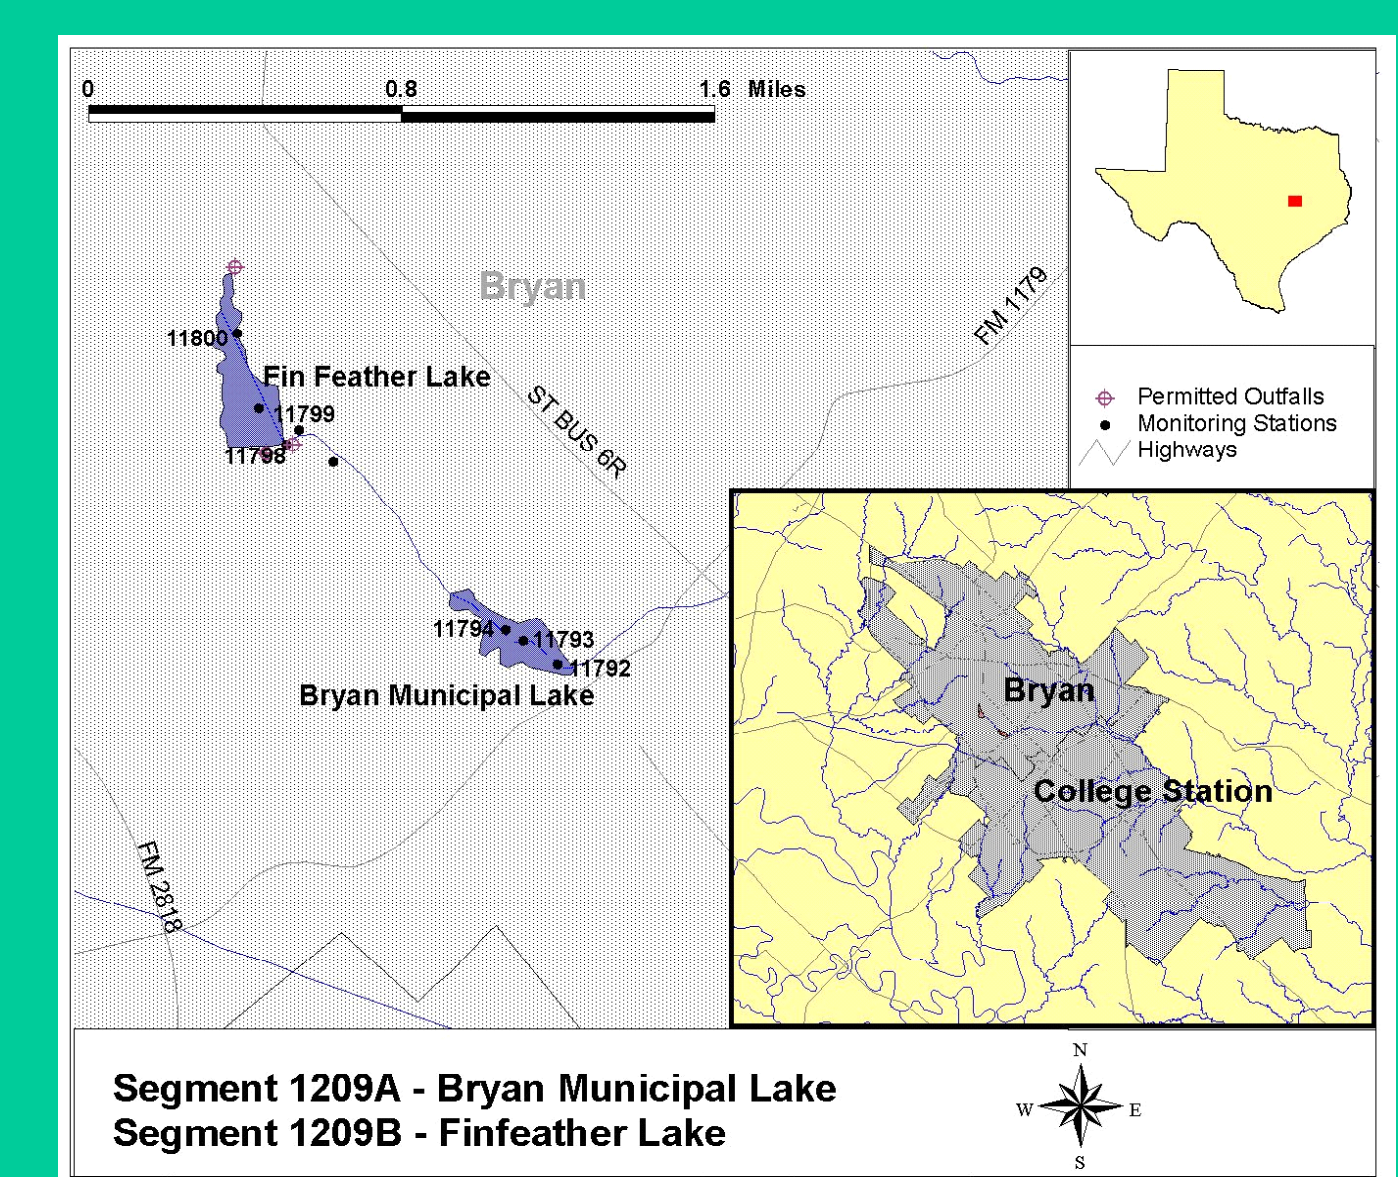 0 0.8 1.6 Miles
Bryan
FM 1179
11800
Fin Feather Lake
11799
ST BUS 6R
11798
Permitted Outfalls
Monitoring Stations
Highways
11794
11793
11792
Bryan Municipal Lake
Bryan
College Station
FM 2818
Segment 1209A - Bryan Municipal Lake
Segment 1209B - Finfeather Lake
N
W E
S